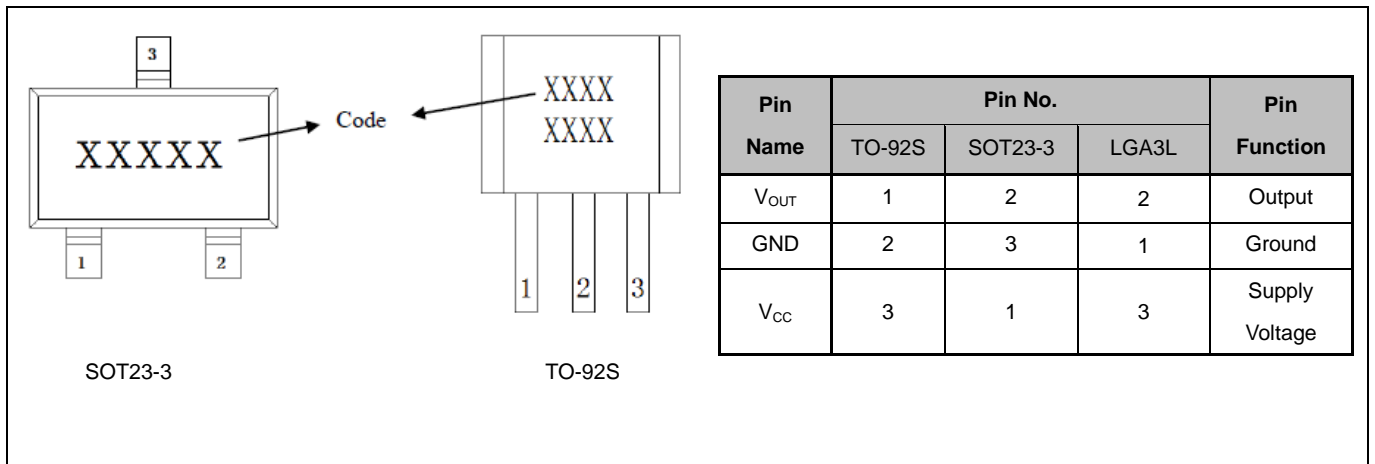 3
XXXXX
1 2
SOT23-3
Code
XXXX
XXXX
1 2 3
TO-92S
Pin Name Pin No. Pin Function
TO-92S SOT23-3 LGA3L
VOUT 1 2 2 Output
GND 2 3 1 Ground
VCC 3 1 3 Supply Voltage